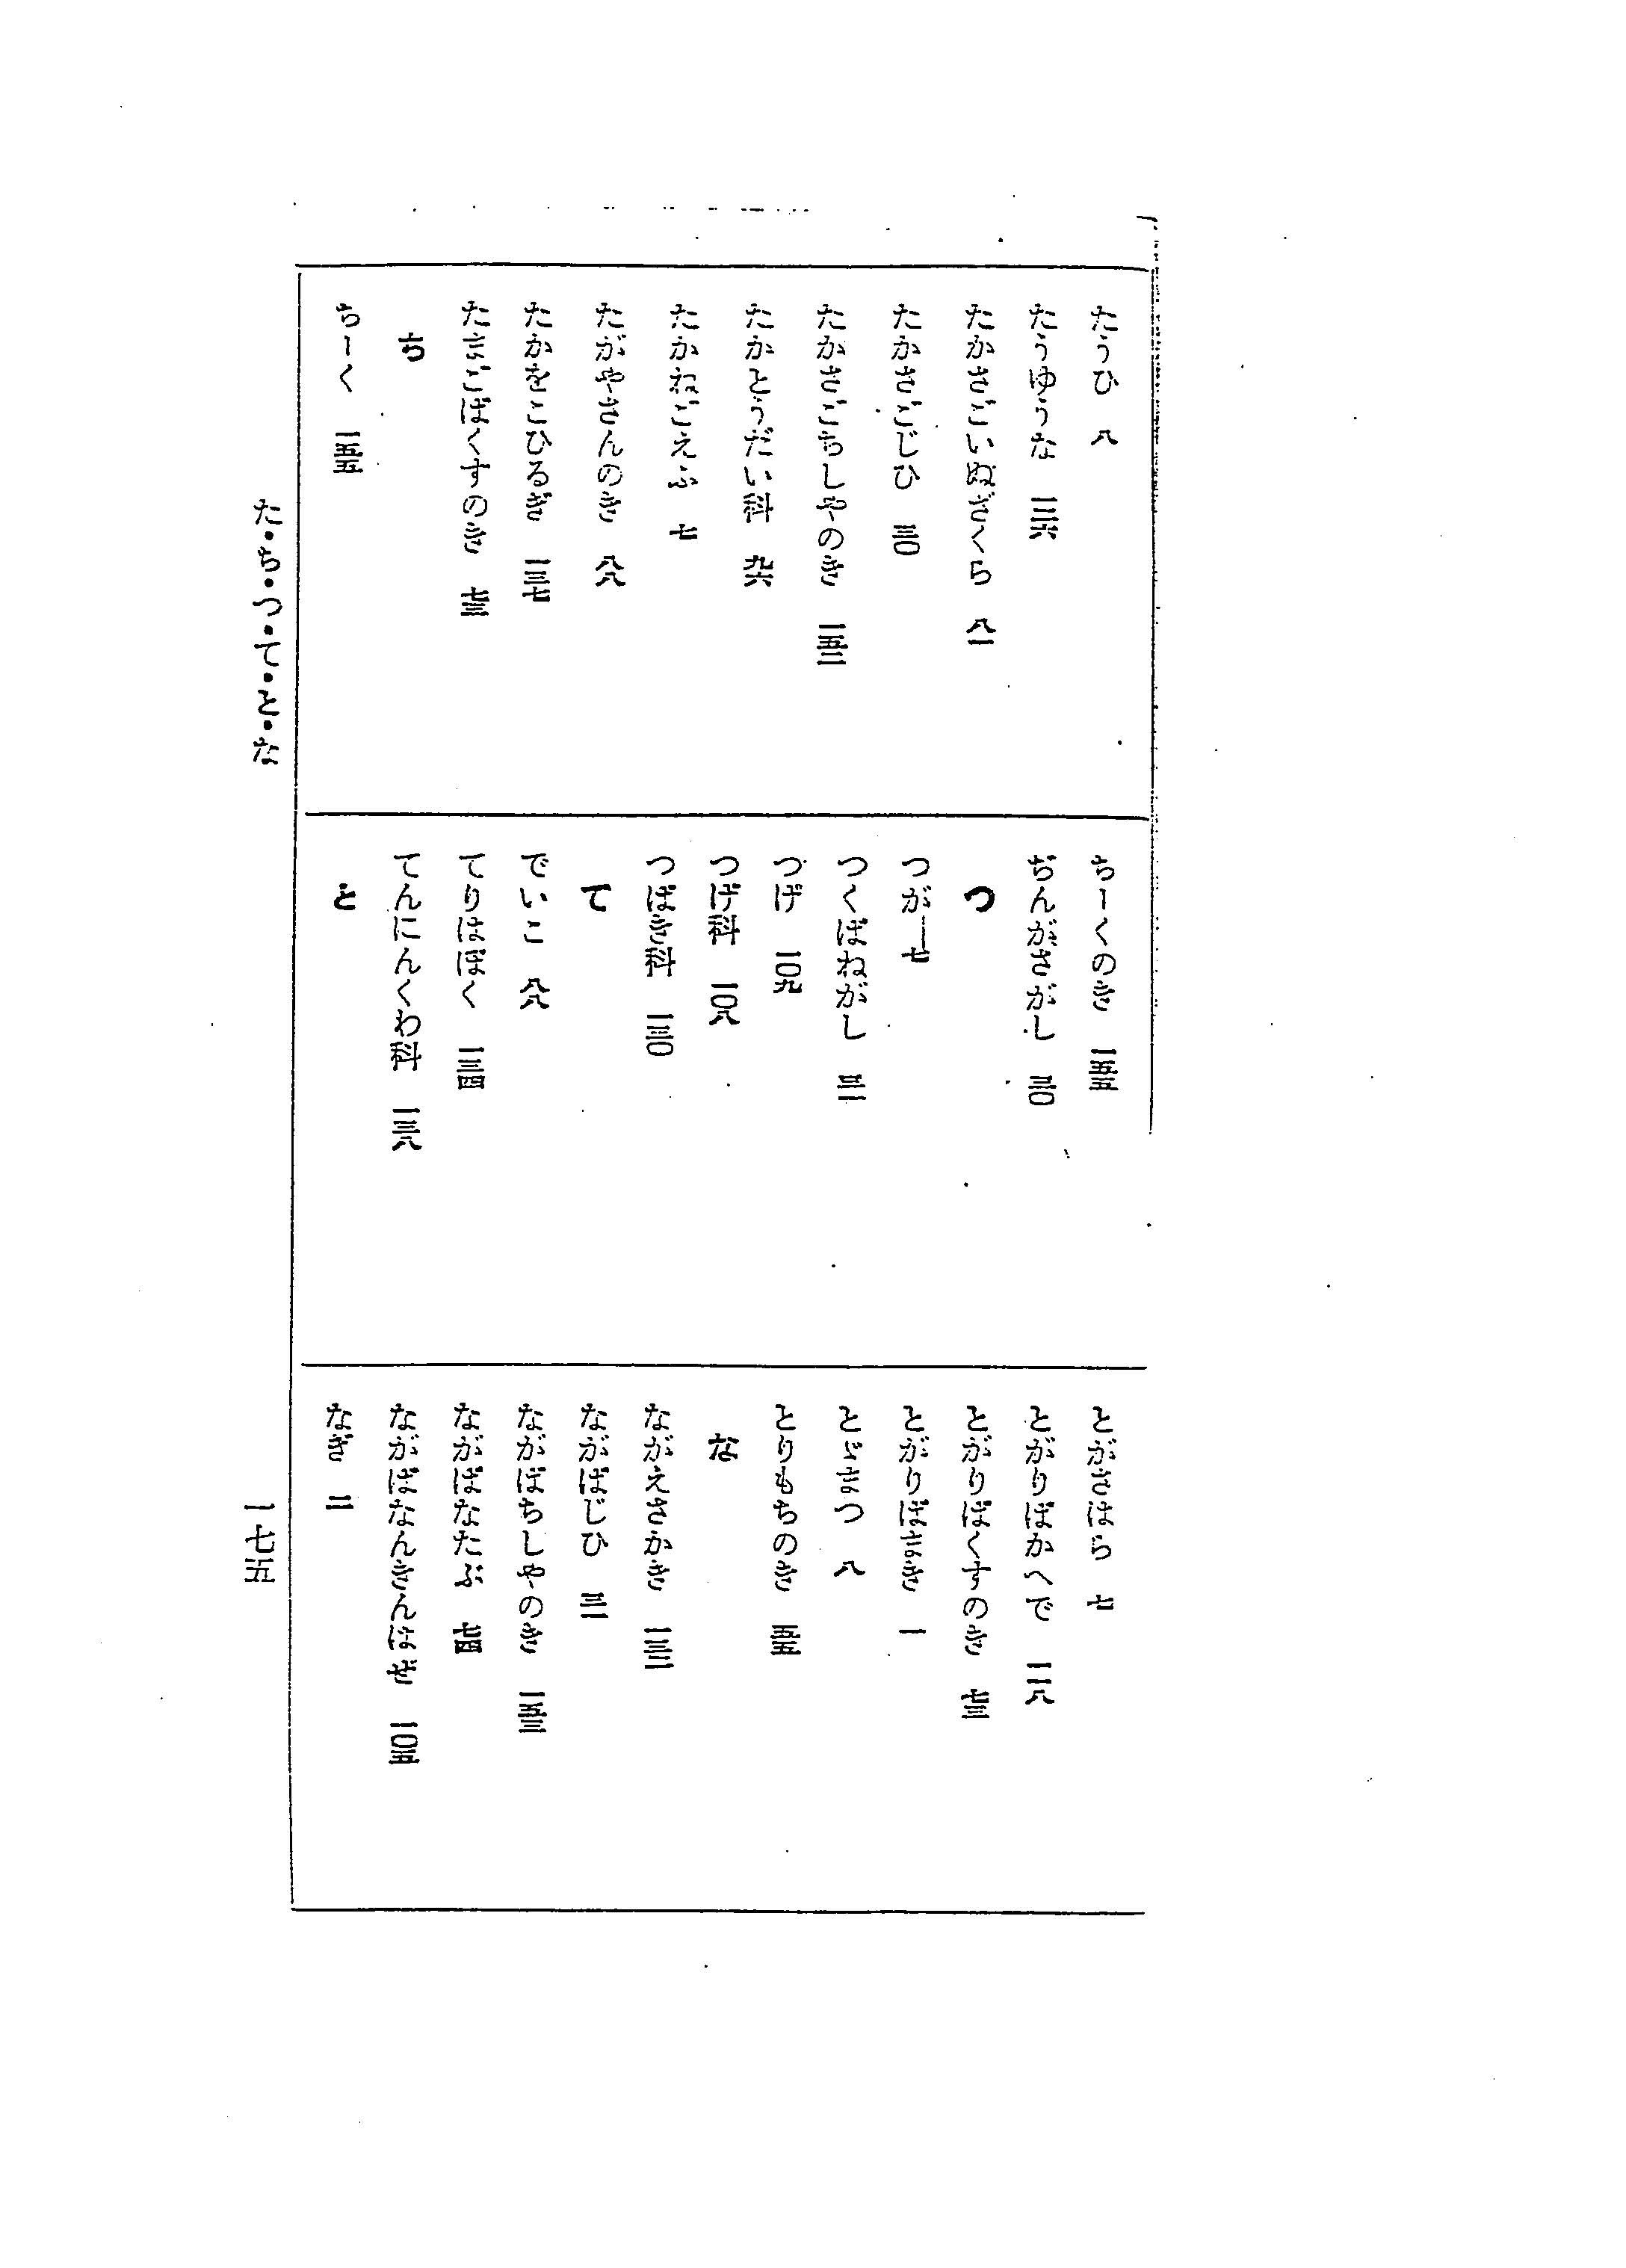 たうひ 八
たうゆうな 一二六
たかさごいぬざくら 八一
たかさごじひ 三〇
たかさごちしやのき 一五二
たかとうだい科 九六
たかねごえふ 七
たがやさんのき 八八
たかをこひるぎ 一三七
たまごばくすのき 七三
ち
ちーく 一五五
ちーくのき 一五五
ぢんがさがし 三〇
つ
つが 七
つくばねがし 三一
つげ 一〇九
つげ科 一〇八
つばき科 一三〇
て
でいこ 八八
てりはぼく 一三四
てんにんくわ科 一三八
と
とがさはら 七
とがりばかへで 一一八
とがりばくすのき 七三
とがりばまき 一
とゞまつ 八
とりもちのき 五五
な
ながえさかき 一三二
ながばじひ 三一
ながばちしやのき 一五三
ながばなたぶ 七四
ながばなんきんはぜ 一〇五
なぎ 二
た・ち・つ・て・と・な
一七五